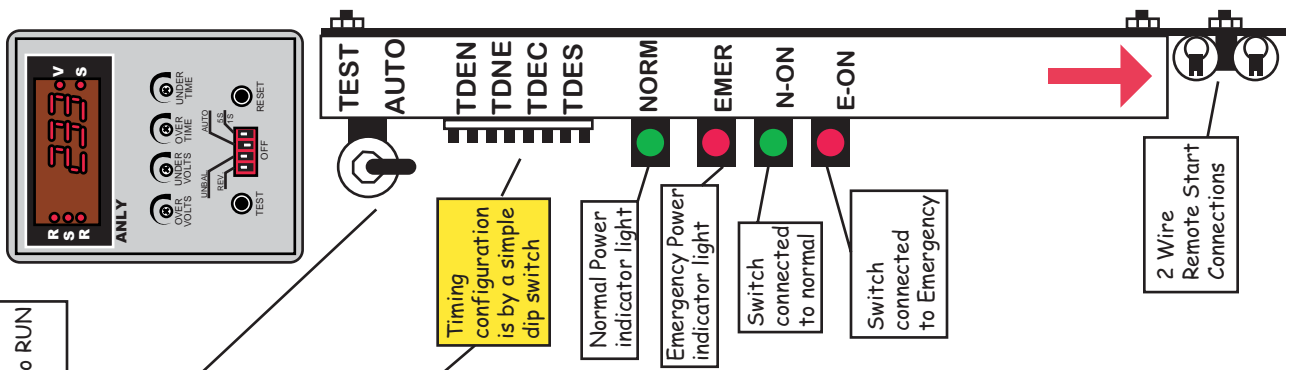 o RUN
R
S
R
V
S
ANLY
OVER
VOLTS
UNDER
VOLTS
OVER
TIME
UNDER
TIME
UNBAL
REV.
AUTO
5S
1S
OFF
TEST
RESET
TEST
AUTO
TDEN
TDNE
TDEC
TDES
NORM
EMER
N-ON
E-ON
Timing
configuration
is by a simple
dip switch
Normal Power
indicator light
Emergency Power
indicator light
Switch
connected
to normal
Switch
connected
to Emergency
2 Wire
Remote Start
Connections